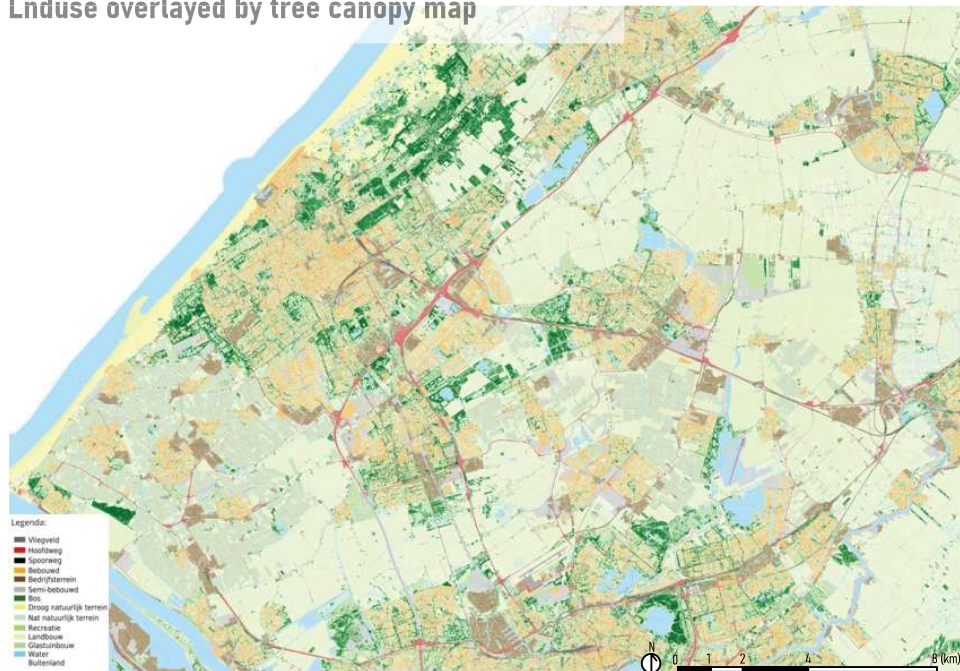 Lnduse overlayed by tree canopy map
Legenda:
Vliegveld
Hoofdweg
Spoorweg
Bebouwd
Bedrijfsterrein
Semi-bebouwd
Bos
Droog natuurlijk terrein
Nat natuurlijk terrein
Recreatie
Landbouw
Glastuinbouw
Water
Buitenland
N
0 1 2 4 8 (km)